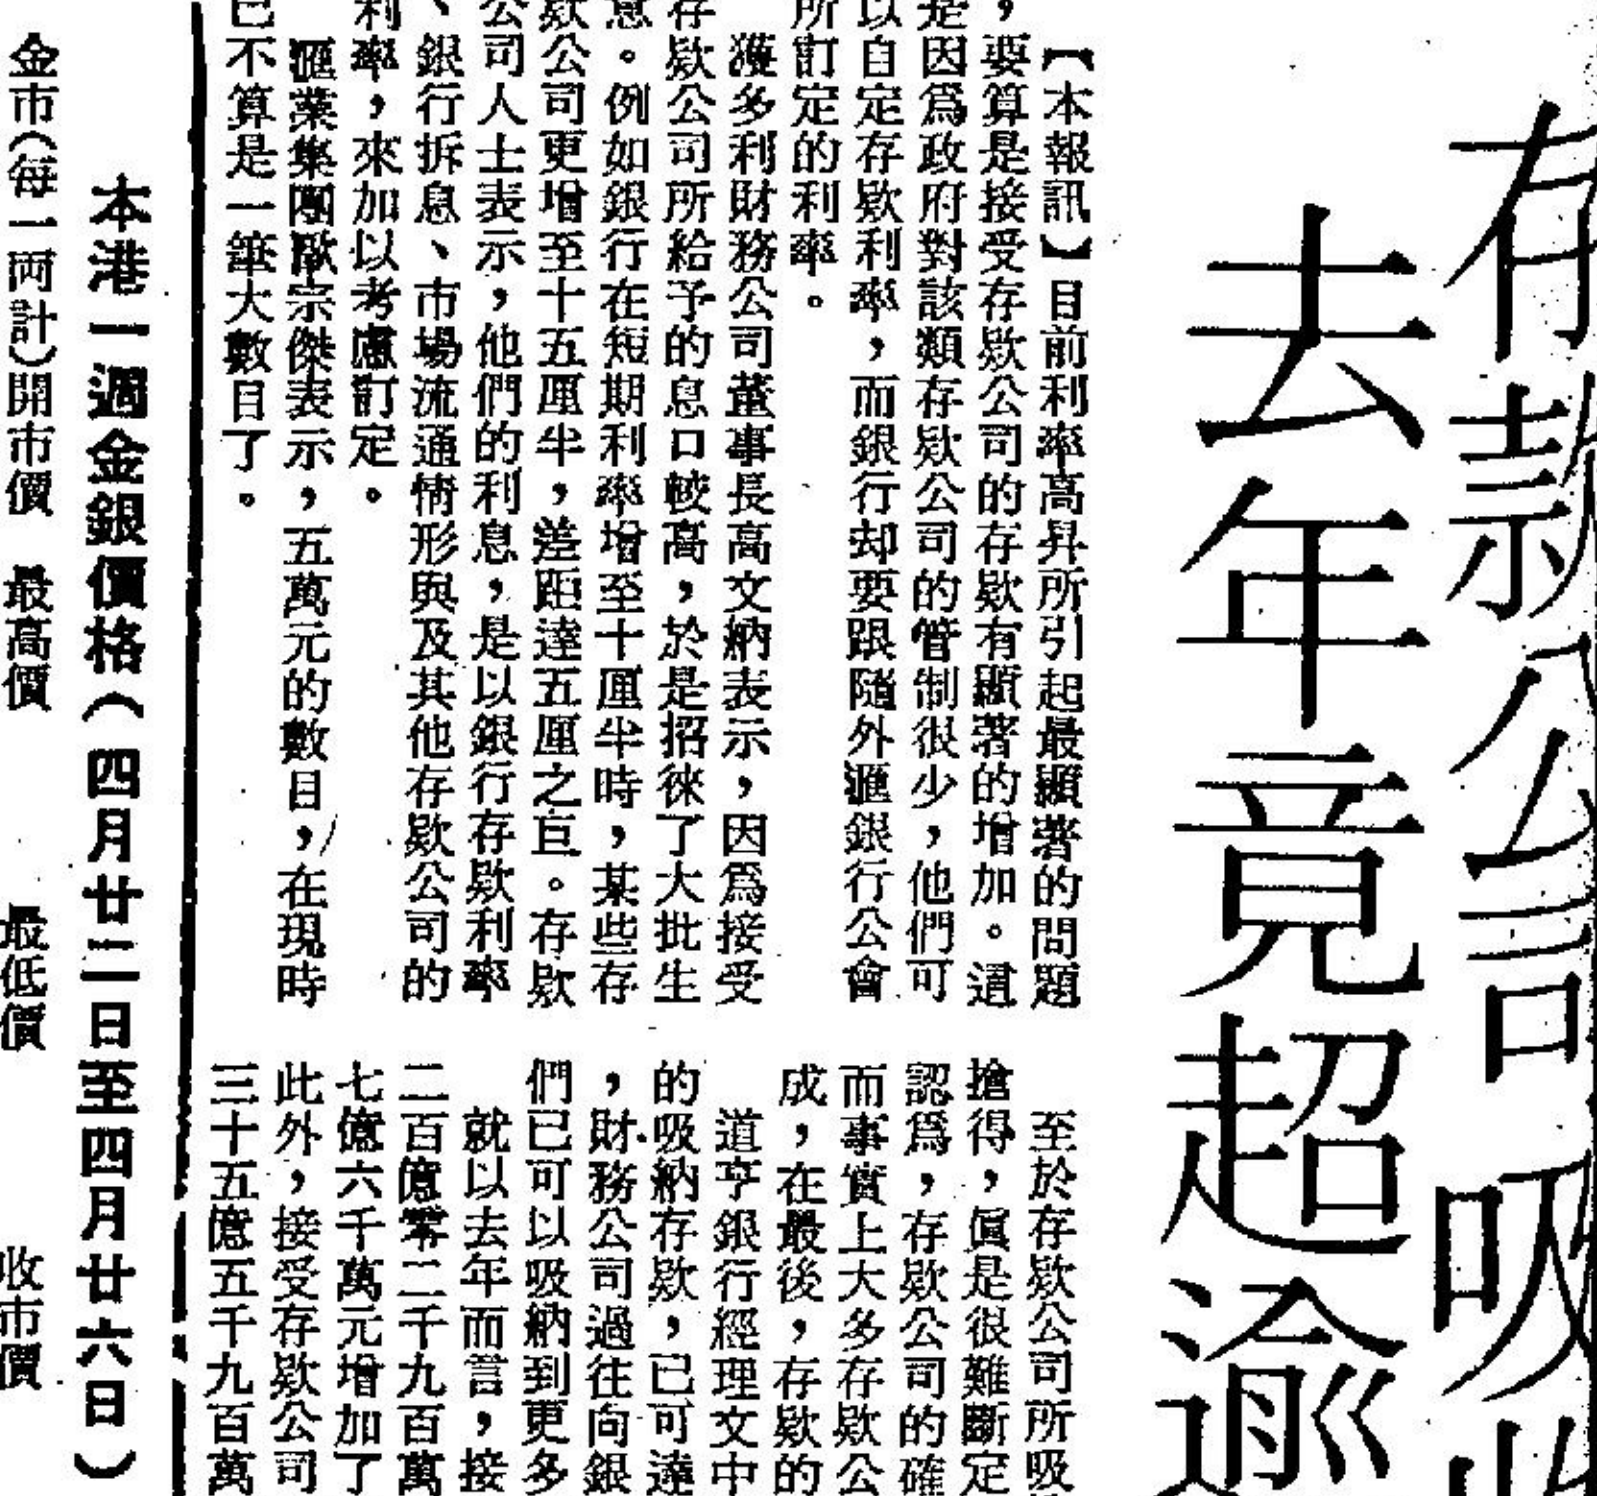 存款公司吸收
去年竟超逾
【本報訊】目前利率高昇所引起最顯著的問題
，要算是接受存欵公司的存欵有顯著的增加。這
是因爲政府對該類存欵公司的管制很少，他們可
以自定存欵利率，而銀行却要跟隨外滙銀行公會
所訂定的利率。
獲多利財務公司董事長高文納表示，因爲接受
存欵公司所給予的息口較高，於是招徠了大批生
意。例如銀行在短期利率增至十厘半時，某些存
欵公司更增至十五厘半，差距達五厘之巨。存欵
公司人士表示，他們的利息，是以銀行存欵利率
、銀行拆息、市場流通情形與及其他存欵公司的
利率，來加以考慮訂定。
滙業集團歐宗傑表示，五萬元的數目，在現時
已不算是一筆大數目了。
至於存欵公司所吸
搶得，眞是很難斷定
認爲，存欵公司的確
而事實上大多存欵公
成，在最後，存欵的
道亨銀行經理文中
的吸納存欵，已可達
，財務公司過往向銀
們已可以吸納到更多
就以去年而言，接
二百億零二千九百萬
七億六千萬元增加了
此外，接受存欵公司
三十五億五千九百萬
本港一週金銀價格（四月廿二日至四月廿六日）
金市（每一両計）開市價　最高價　最低價　收市價